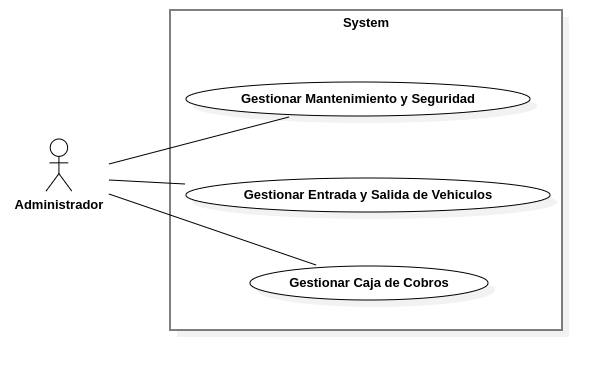 System
Gestionar Mantenimiento y Seguridad
Administrador
Gestionar Entrada y Salida de Vehiculos
Gestionar Caja de Cobros